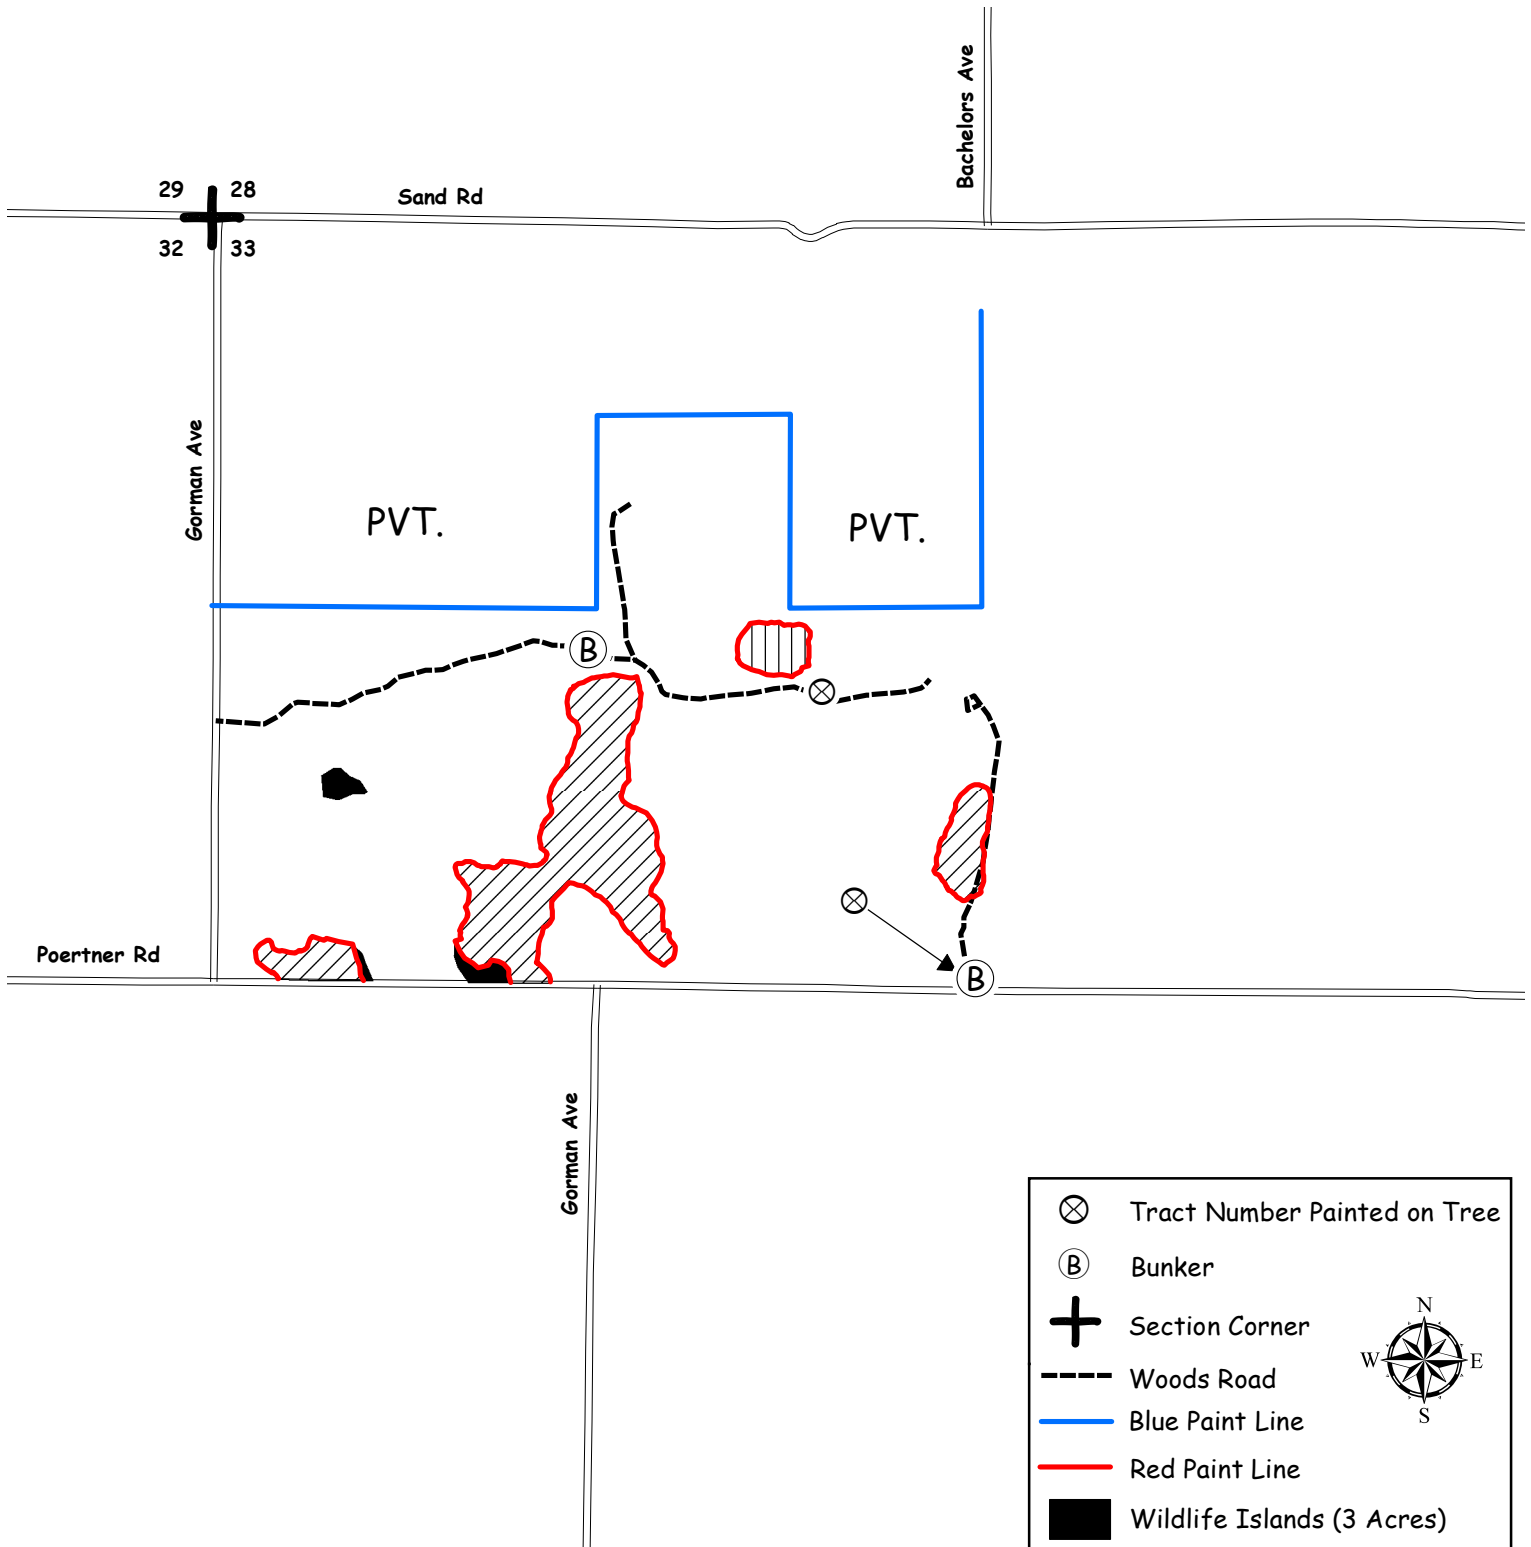 Bachelors Ave
29 28
Sand Rd
32 33
Gorman Ave
PVT.
PVT.
B
Poertner Rd
B
Gorman Ave
Tract Number Painted on Tree
B Bunker
Section Corner
N
W E
S
Woods Road
Blue Paint Line
Red Paint Line
Wildlife Islands (3 Acres)